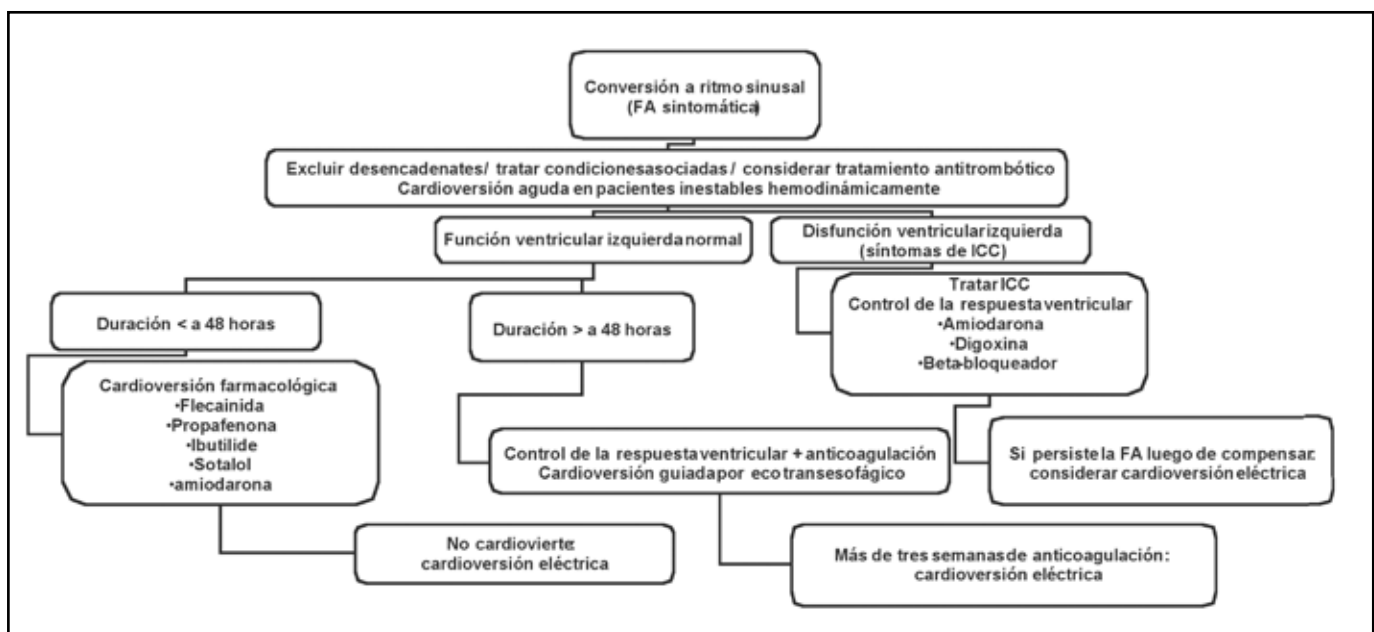 Conversión a ritmo sinusal
(FA sintomática)
Excluir desencadenates/ tratar condicionesasociadas / considerar tratamiento antitrombótico
Cardioversión aguda en pacientes inestables hemodinámicamente
Función ventricular izquierda normal
Disfunción ventricular izquierda
(síntomas de ICC)
Duración < a 48 horas
Duración > a 48 horas
Tratar ICC
Control de la respuesta ventricular
•Amiodarona
•Digoxina
•Beta-bloqueador
Cardioversión farmacológica
•Flecainida
•Propafenona
•Ibutilide
•Sotalol
•amiodarona
Control de la respuesta ventricular + anticoagulación
Cardioversión guiada por eco transesofágico
Si persiste la FA luego de compensar:
considerar cardioversión eléctrica
No cardiovierte:
cardioversión eléctrica
Más de tres semanas de anticoagulación:
cardioversión eléctrica